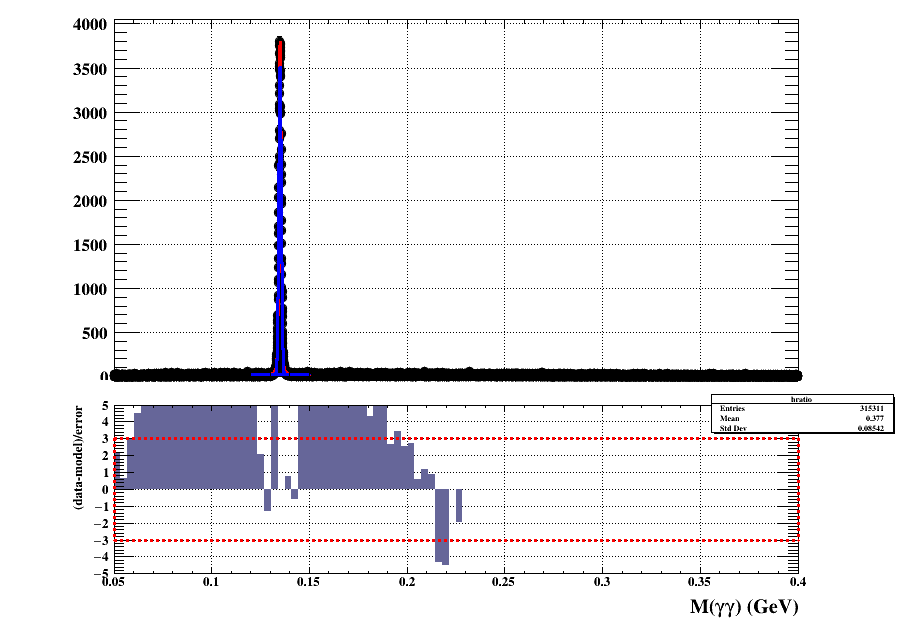 4000
3500
3000
2500
2000
1500
1000
500
0
hratio
Entries 315311
Mean 0.377
Std Dev 0.08542
(data-model)/error
5
4
3
2
1
0
−1
−2
−3
−4
−5
0.05 0.1 0.15 0.2 0.25 0.3 0.35 0.4
M(γγ) (GeV)